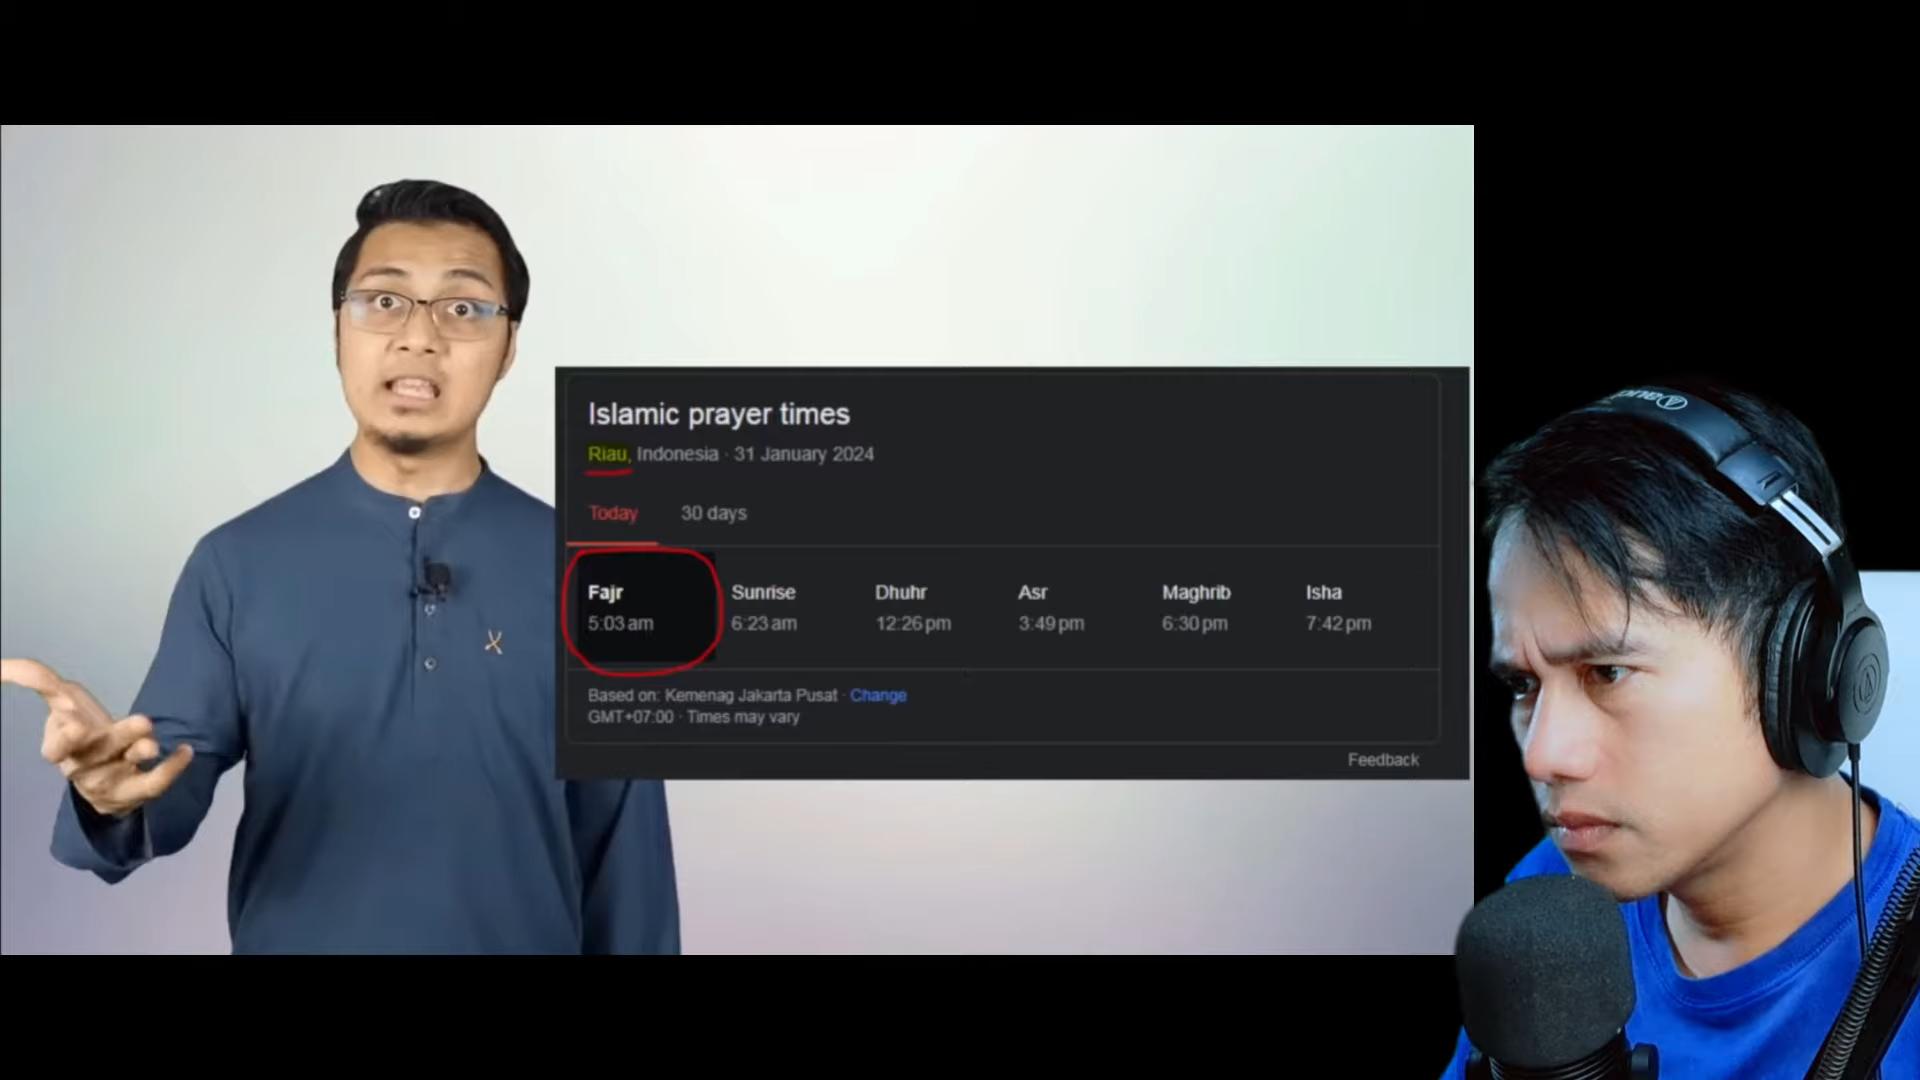 Islamic prayer times
Riau, Indonesia · 31 January 2024
Today 30 days
Fajr Sunrise Dhuhr Asr Maghrib Isha
5:03 am 6:23 am 12:26 pm 3:49 pm 6:30 pm 7:42 pm
Based on: Kemenag Jakarta Pusat · Change
GMT+07:00 · Times may vary
Feedback